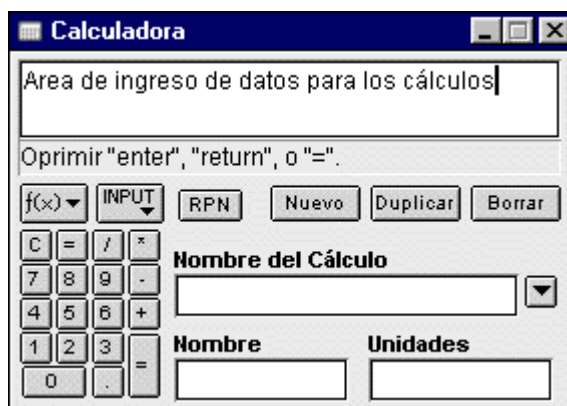 Calculadora
Area de ingreso de datos para los cálculos
Oprimir "enter", "return", o "=".
f(x) INPUT RPN Nuevo Duplicar Borrar
C = / *
7 8 9 -
4 5 6 +
1 2 3 =
0 .
Nombre del Cálculo
Nombre Unidades